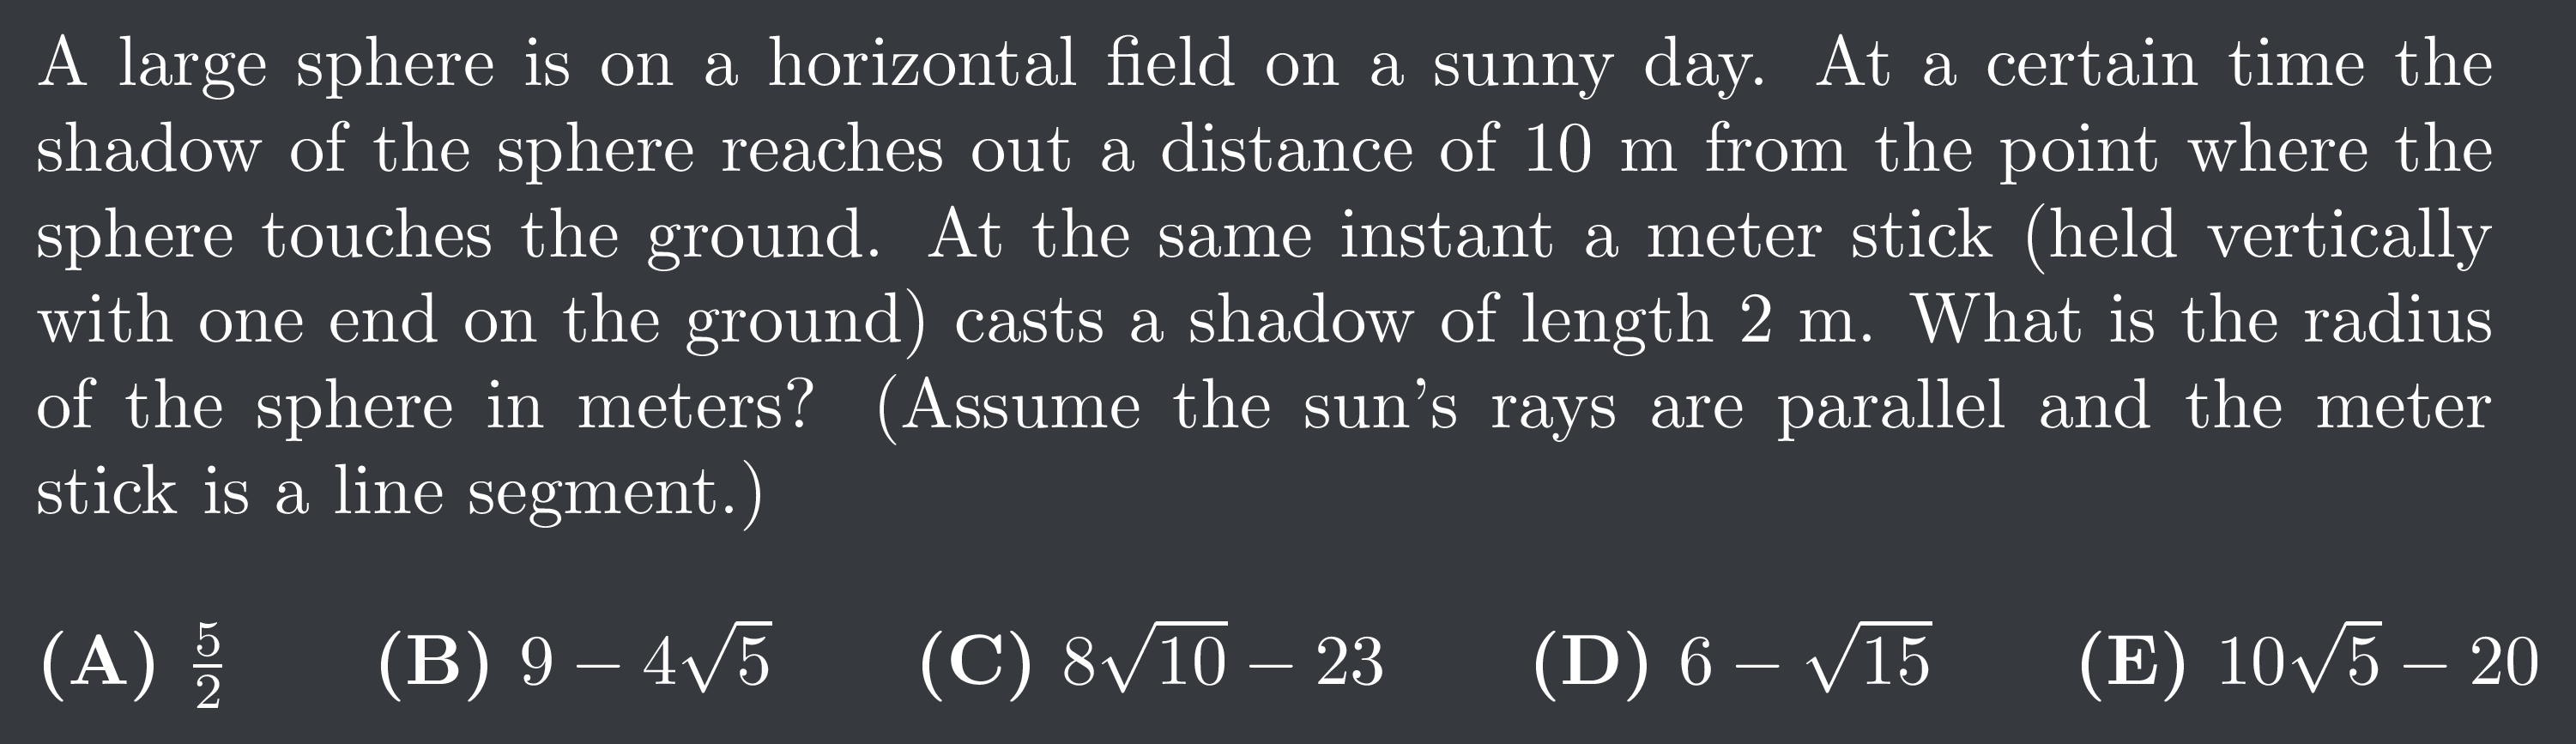 A large sphere is on a horizontal field on a sunny day. At a certain time the
shadow of the sphere reaches out a distance of 10 m from the point where the
sphere touches the ground. At the same instant a meter stick (held vertically
with one end on the ground) casts a shadow of length 2 m. What is the radius
of the sphere in meters? (Assume the sun's rays are parallel and the meter
stick is a line segment.)
(A) $\frac{5}{2}$ (B) $9 - 4\sqrt{5}$ (C) $8\sqrt{10} - 23$ (D) $6 - \sqrt{15}$ (E) $10\sqrt{5} - 20$